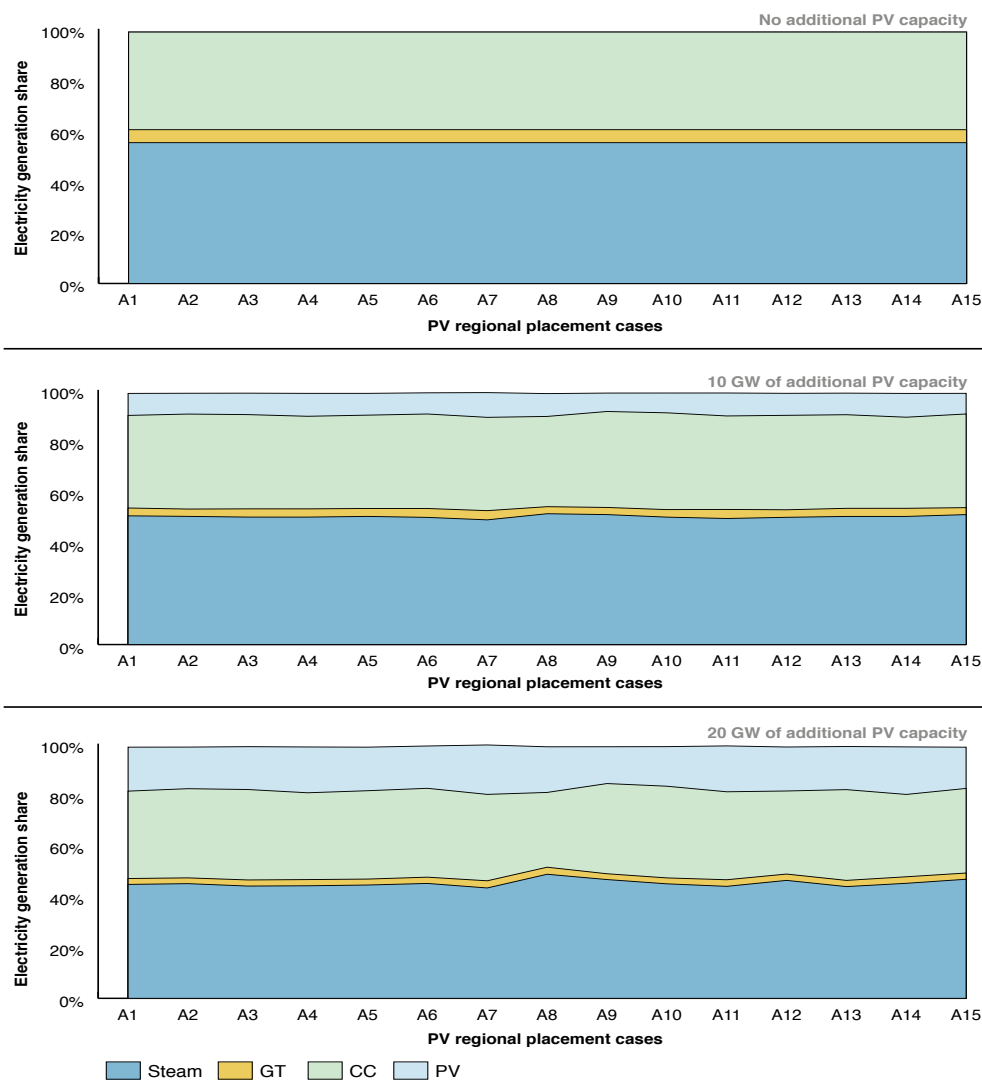 No additional PV capacity
Electricity generation share
100%
80%
60%
40%
20%
0%
A1 A2 A3 A4 A5 A6 A7 A8 A9 A10 A11 A12 A13 A14 A15
PV regional placement cases
10 GW of additional PV capacity
Electricity generation share
100%
80%
60%
40%
20%
0%
A1 A2 A3 A4 A5 A6 A7 A8 A9 A10 A11 A12 A13 A14 A15
PV regional placement cases
20 GW of additional PV capacity
Electricity generation share
100%
80%
60%
40%
20%
0%
A1 A2 A3 A4 A5 A6 A7 A8 A9 A10 A11 A12 A13 A14 A15
PV regional placement cases
Steam GT CC PV